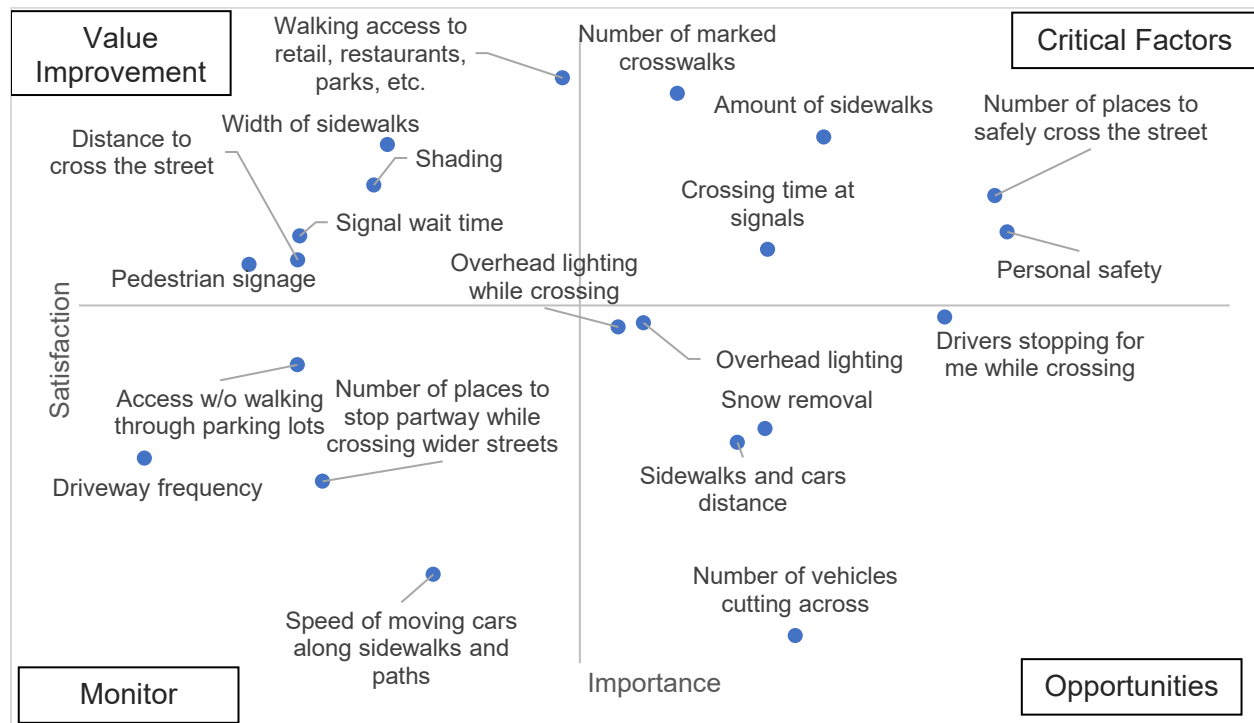 Value
Improvement
Walking access to
retail, restaurants,
parks, etc.
Number of marked
crosswalks
Critical Factors
Width of sidewalks
Amount of sidewalks
Number of places to
safely cross the street
Distance to
cross the street
Shading
Signal wait time
Crossing time at
signals
Pedestrian signage
Overhead lighting
while crossing
Personal safety
Satisfaction
Drivers stopping for
me while crossing
Overhead lighting
Access w/o walking
through parking lots
Number of places to
stop partway while
crossing wider streets
Snow removal
Driveway frequency
Sidewalks and cars
distance
Number of vehicles
cutting across
Speed of moving cars
along sidewalks and
paths
Importance
Monitor
Opportunities